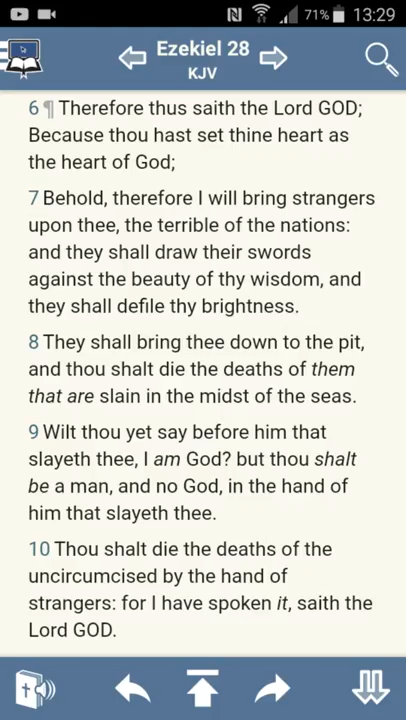 71% 13:29
Ezekiel 28
KJV
6 ¶ Therefore thus saith the Lord GOD;
Because thou hast set thine heart as
the heart of God;
7 Behold, therefore I will bring strangers
upon thee, the terrible of the nations:
and they shall draw their swords
against the beauty of thy wisdom, and
they shall defile thy brightness.
8 They shall bring thee down to the pit,
and thou shalt die the deaths of them
that are slain in the midst of the seas.
9 Wilt thou yet say before him that
slayeth thee, I am God? but thou shalt
be a man, and no God, in the hand of
him that slayeth thee.
10 Thou shalt die the deaths of the
uncircumcised by the hand of
strangers: for I have spoken it, saith the
Lord GOD.